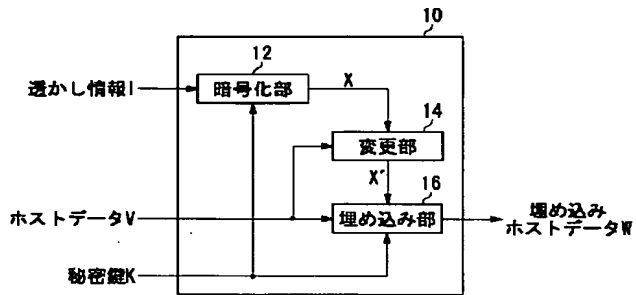 10
12
透かし情報I
暗号化部
X
14
変更部
X´
16
ホストデータV
埋め込み部
埋め込み
ホストデータW
秘密鍵K